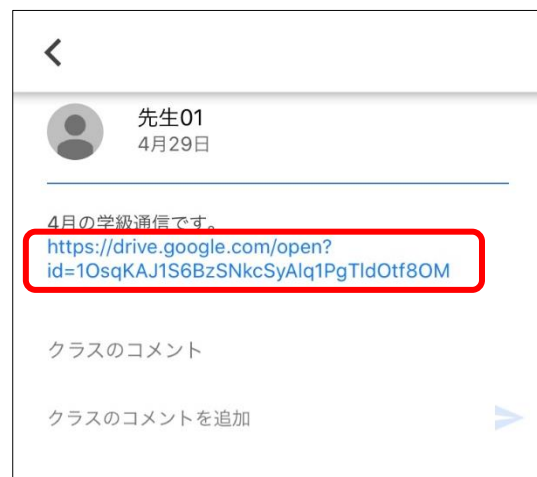 先生01
4月29日
4月の学級通信です。
https://drive.google.com/open?
id=1OsqKAJ1S6BzSNkcSyAlq1PgTldOtf8OM
クラスのコメント
クラスのコメントを追加